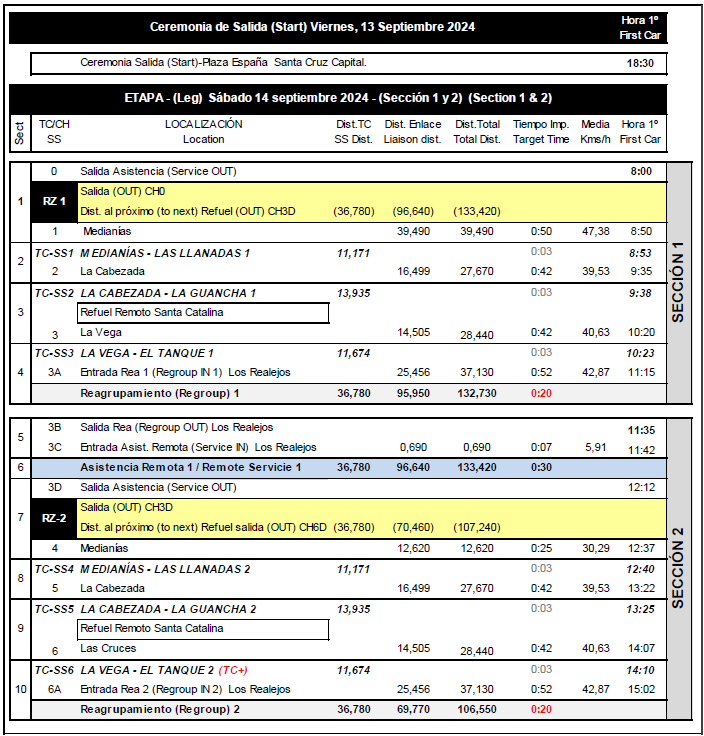 Ceremonia de Salida (Start) Viernes, 13 Septiembre 2024 Hora 1º
First Car
Ceremonia Salida (Start)-Plaza España Santa Cruz Capital. 18:30
ETAPA - (Leg) Sábado 14 septiembre 2024 - (Sección 1 y 2) (Section 1 & 2)
Sect TC/CH LOCALIZACIÓN Dist.TC Dist. Enlace Dist.Total Tiempo Imp. Media Hora 1º
SS Location SS Dist. Liaison dist. Total Dist. Target Time Kms/h First Car
0 Salida Asistencia (Service OUT) 8:00
1 RZ 1 Salida (OUT) CH0
Dist. al próximo (to next) Refuel (OUT) CH3D (36,780) (96,640) (133,420)
1 Medianías 39,490 39,490 0:50 47,38 8:50
2 TC-SS1 MEDIANÍAS - LAS LLANADAS 1 11,171 0:03 8:53
2 La Cabezada 16,499 27,670 0:42 39,53 9:35
3 TC-SS2 LA CABEZADA - LA GUANCHA 1 13,935 0:03 9:38
Refuel Remoto Santa Catalina
3 La Vega 14,505 28,440 0:42 40,63 10:20
4 TC-SS3 LA VEGA - EL TANQUE 1 11,674 0:03 10:23
3A Entrada Rea 1 (Regroup IN 1) Los Realejos 25,456 37,130 0:52 42,87 11:15
Reagrupamiento (Regroup) 1 36,780 95,950 132,730 0:20
SECCIÓN 1
5 3B Salida Rea (Regroup OUT) Los Realejos 11:35
3C Entrada Asist. Remota (Service IN) Los Realejos 0,690 0,690 0:07 5,91 11:42
6 Asistencia Remota 1 / Remote Servicie 1 36,780 96,640 133,420 0:30
3D Salida Asistencia (Service OUT) 12:12
7 RZ-2 Salida (OUT) CH3D
Dist. al próximo (to next) Refuel salida (OUT) CH6D (36,780) (70,460) (107,240)
4 Medianías 12,620 12,620 0:25 30,29 12:37
8 TC-SS4 MEDIANÍAS - LAS LLANADAS 2 11,171 0:03 12:40
5 La Cabezada 16,499 27,670 0:42 39,53 13:22
9 TC-SS5 LA CABEZADA - LA GUANCHA 2 13,935 0:03 13:25
Refuel Remoto Santa Catalina
6 Las Cruces 14,505 28,440 0:42 40,63 14:07
10 TC-SS6 LA VEGA - EL TANQUE 2 (TC+) 11,674 0:03 14:10
6A Entrada Rea 2 (Regroup IN 2) Los Realejos 25,456 37,130 0:52 42,87 15:02
Reagrupamiento (Regroup) 2 36,780 69,770 106,550 0:20
SECCIÓN 2